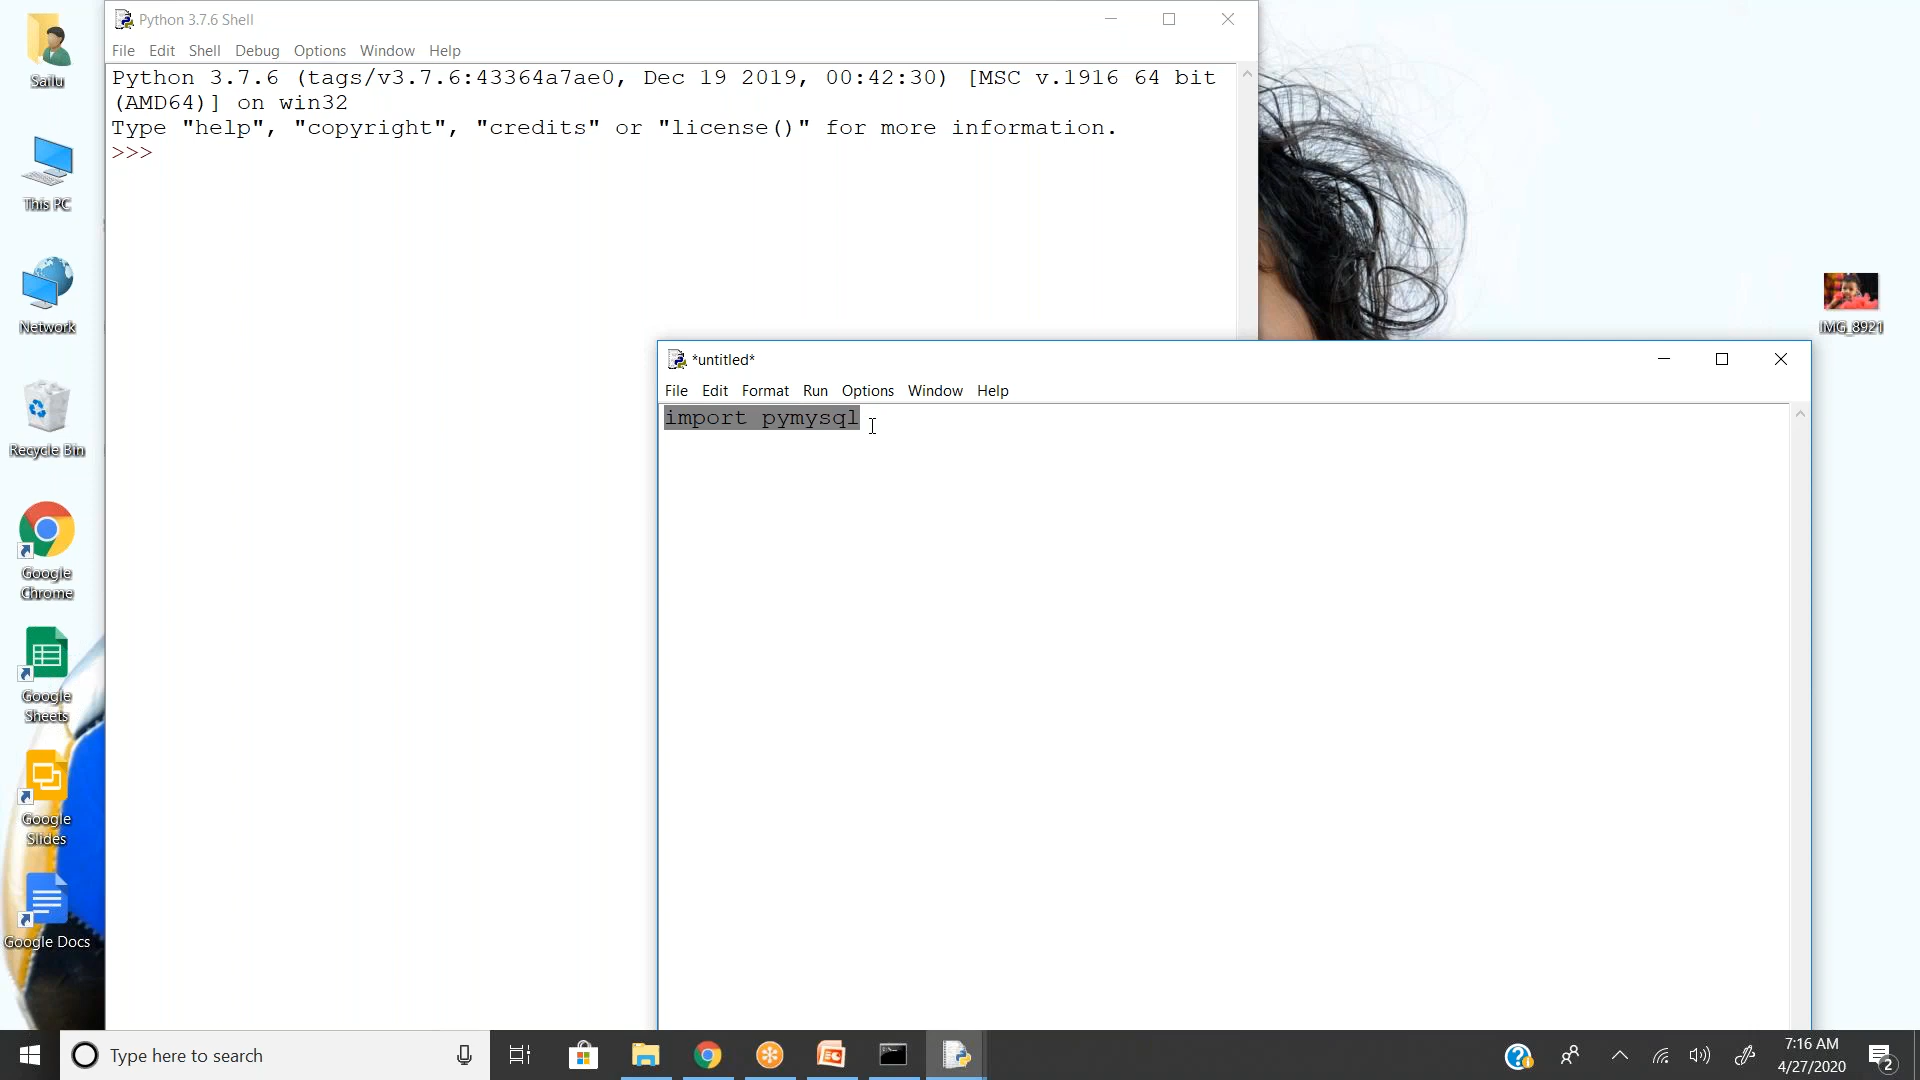 Python 3.7.6 Shell
File Edit Shell Debug Options Window Help
Python 3.7.6 (tags/v3.7.6:43364a7ae0, Dec 19 2019, 00:42:30) [MSC v.1916 64 bit
(AMD64)] on win32
Type "help", "copyright", "credits" or "license()" for more information.
>>>
*untitled*
File Edit Format Run Options Window Help
import pymysql
Sailu
This PC
Network
Recycle Bin
Google
Chrome
Google
Sheets
Google
Slides
Google Docs
IMG_8921
Type here to search
7:16 AM
4/27/2020
2